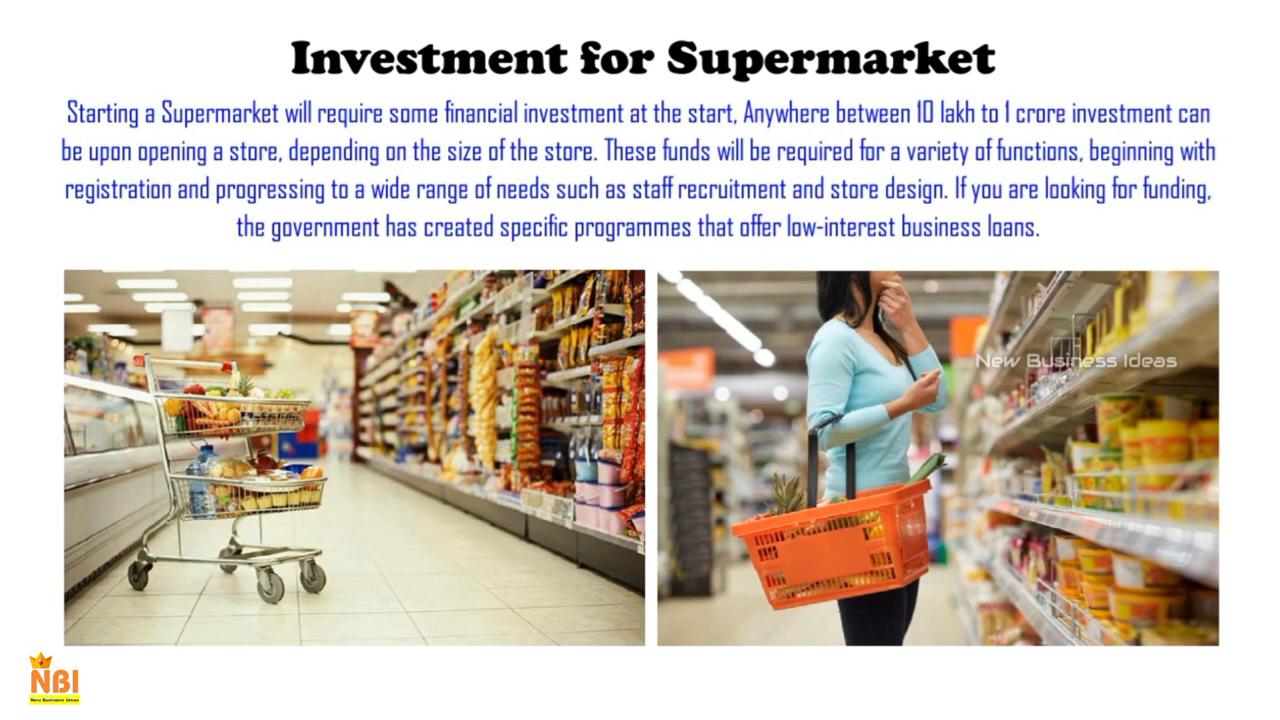 Investment for Supermarket
Starting a Supermarket will require some financial investment at the start, Anywhere between 10 lakh to 1 crore investment can
be upon opening a store, depending on the size of the store. These funds will be required for a variety of functions, beginning with
registration and progressing to a wide range of needs such as staff recruitment and store design. If you are looking for funding,
the government has created specific programmes that offer low-interest business loans.
New Business Ideas
NBI
New Business Ideas